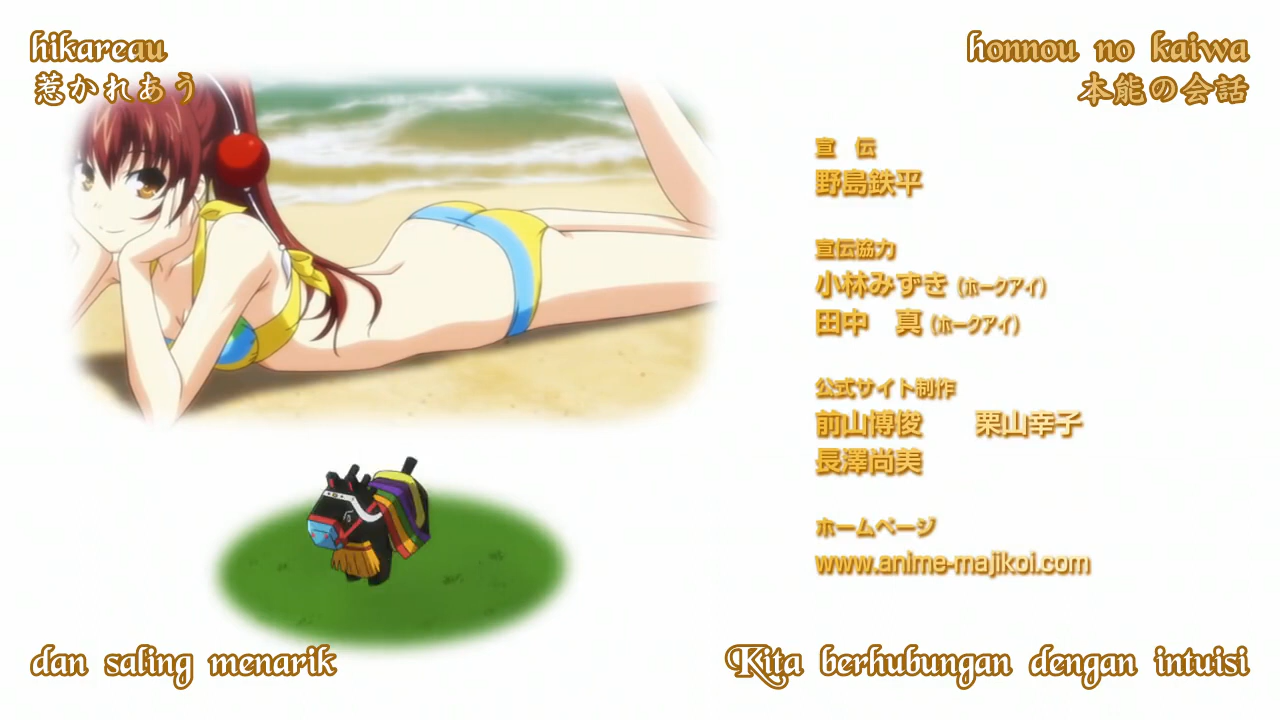 hikareau
惹かれあう
honnou no kaiwa
本能の会話
宣 伝
野島鉄平
宣伝協力
小林みずき (ホークアイ)
田中 真 (ホークアイ)
公式サイト制作
前山博俊 栗山幸子
長澤尚美
ホームページ
www.anime-majikoi.com
dan saling menarik
Kita berhubungan dengan intuisi